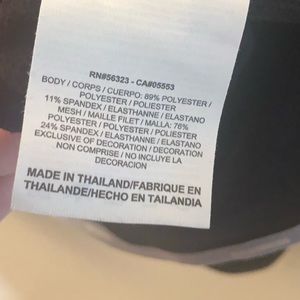 RN#56323 - CA#05553
BODY / CORPS / CUERPO: 89% POLYESTER /
POLYESTER / POLIESTER
11% SPANDEX / ELASTHANNE / ELASTANO
MESH / MAILLE FILET / MALLA: 76%
POLYESTER / POLYESTER / POLIESTER
24% SPANDEX / ELASTHANNE / ELASTANO
EXCLUSIVE OF DECORATION / DECORATION
NON COMPRISE / NO INCLUYE LA
DECORACION
MADE IN THAILAND/FABRIQUE EN
THAILANDE/HECHO EN TAILANDIA